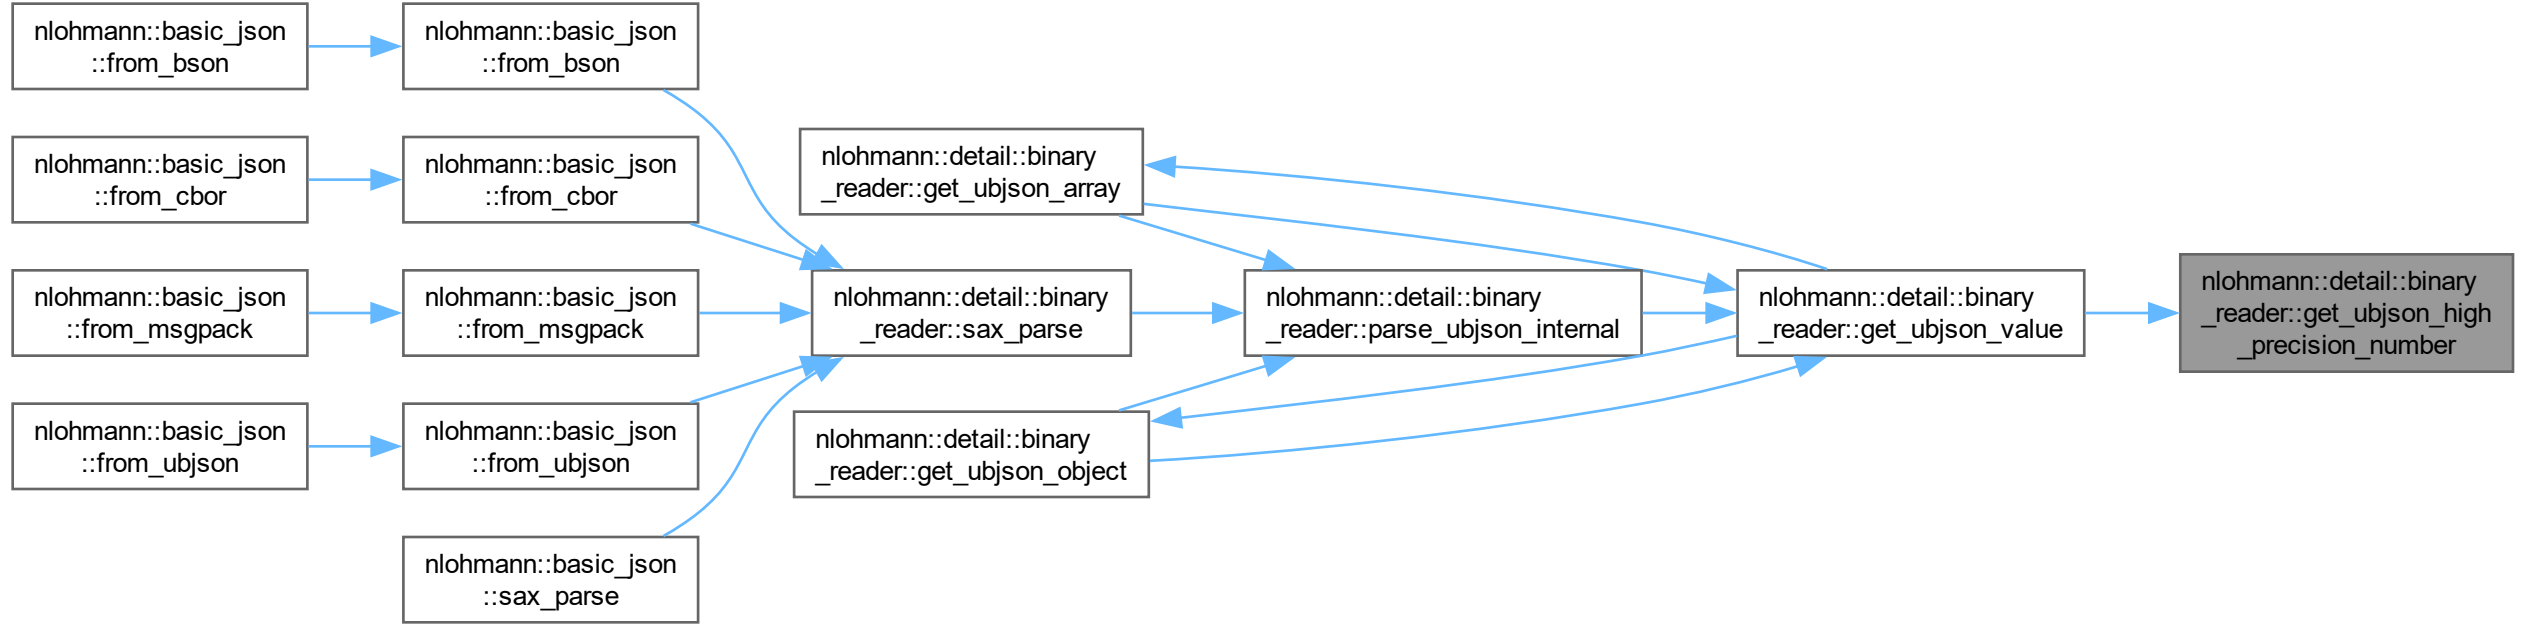 nlohmann::basic_json
::from_bson
nlohmann::basic_json
::from_bson
nlohmann::basic_json
::from_cbor
nlohmann::basic_json
::from_cbor
nlohmann::basic_json
::from_msgpack
nlohmann::basic_json
::from_msgpack
nlohmann::basic_json
::from_ubjson
nlohmann::basic_json
::from_ubjson
nlohmann::basic_json
::sax_parse
nlohmann::detail::binary
_reader::get_ubjson_array
nlohmann::detail::binary
_reader::sax_parse
nlohmann::detail::binary
_reader::get_ubjson_object
nlohmann::detail::binary
_reader::parse_ubjson_internal
nlohmann::detail::binary
_reader::get_ubjson_value
nlohmann::detail::binary
_reader::get_ubjson_high
_precision_number